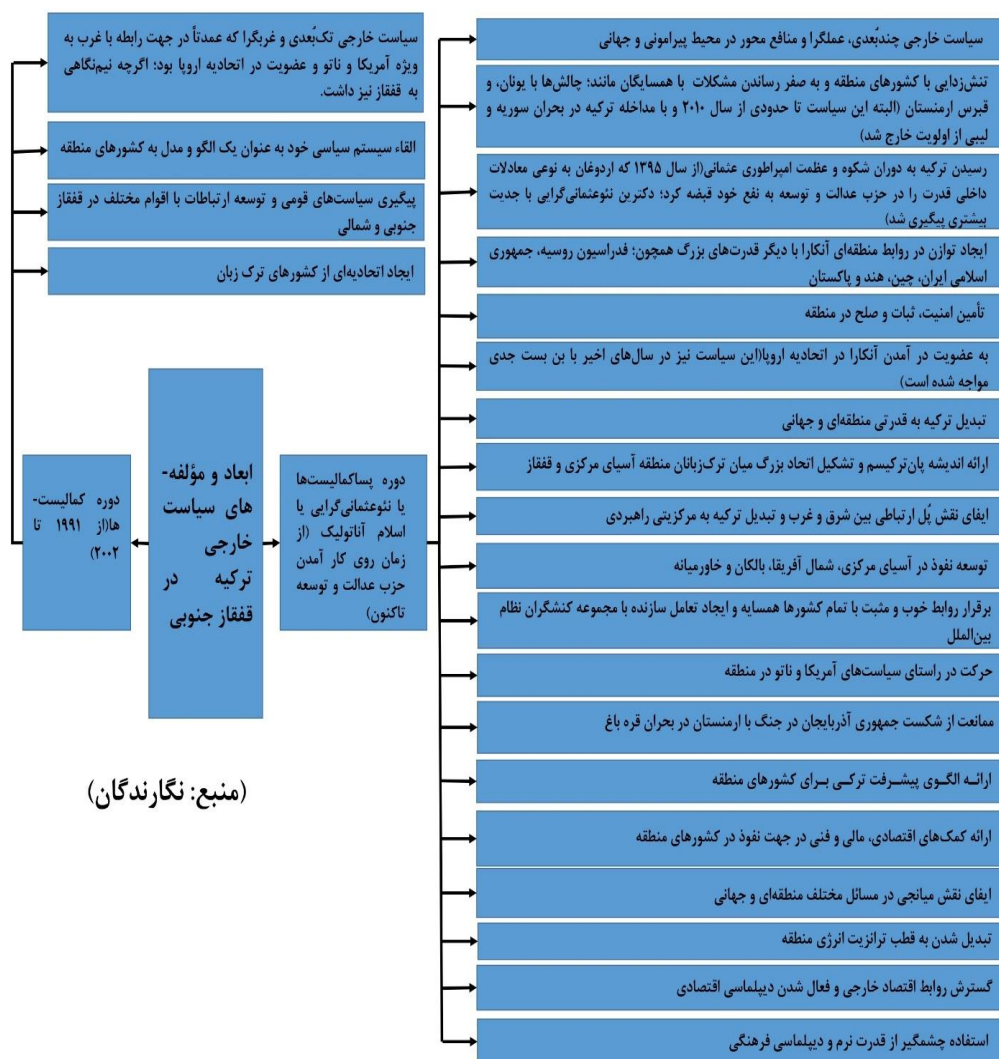 سیاست خارجی چندبُعدی، عملگرا و منافع محور در محیط پیرامونی و جهانی
تنش‌زدایی با کشورهای منطقه و به صفر رساندن مشکلات با همسایگان مانند: چالش‌ها با یونان، و
قبرس ارمنستان (البته این سیاست تا حدودی از سال ۲۰۱۰ و با مداخله ترکیه در بحران سوریه و
لیبی از اولویت خارج شد)
رسیدن ترکیه به دوران شکوه و عظمت امپراطوری عثمانی(از سال ۱۳۹۵ که اردوغان به نوعی معادلات
داخلی قدرت را در حزب عدالت و توسعه به نفع خود قبضه کرد؛ دکترین نئوعثمانی‌گرایی با جدیت
بیشتری پیگیری شد)
ایجاد توازن در روابط منطقه‌ای آنکارا با دیگر قدرت‌های بزرگ همچون؛ فدراسیون روسیه، جمهوری
اسلامی ایران، چین، هند و پاکستان
تأمین امنیت، ثبات و صلح در منطقه
به عضویت در آمدن آنکارا در اتحادیه اروپا(این سیاست نیز در سال‌های اخیر با بن بست جدی
مواجه شده است)
تبدیل ترکیه به قدرتی منطقه‌ای و جهانی
ارائه اندیشه پان‌ترکیسم و تشکیل اتحاد بزرگ میان ترک‌زبانان منطقه آسیای مرکزی و قفقاز
ایفای نقش پُل ارتباطی بین شرق و غرب و تبدیل ترکیه به مرکزیتی راهبردی
توسعه نفوذ در آسیای مرکزی، شمال آفریقا، بالکان و خاورمیانه
برقرار روابط خوب و مثبت با تمام کشورها همسایه و ایجاد تعامل سازنده با مجموعه کنشگران نظام
بین‌الملل
حرکت در راستای سیاست‌های آمریکا و ناتو در منطقه
ممانعت از شکست جمهوری آذربایجان در جنگ با ارمنستان در بحران قره باغ
ارائه الگوی پیشرفت ترکی برای کشورهای منطقه
ارائه کمک‌های اقتصادی، مالی و فنی در جهت نفوذ در کشورهای منطقه
ایفای نقش میانجی در مسائل مختلف منطقه‌ای و جهانی
تبدیل شدن به قطب ترانزیت انرژی منطقه
گسترش روابط اقتصاد خارجی و فعال شدن دیپلماسی اقتصادی
استفاده چشمگیر از قدرت نرم و دیپلماسی فرهنگی
دوره پساکمالیست‌ها
یا نئوعثمانی‌گرایی یا
اسلام آناتولیک (از
زمان روی کار آمدن
حزب عدالت و توسعه
تاکنون)
ابعاد و مؤلفه-
های سیاست
خارجی
ترکیه در
قفقاز جنوبی
دوره کمالیست-
ها(از ۱۹۹۱ تا
۲۰۰۲)
سیاست خارجی تک‌بُعدی و غربگرا که عمدتاً در جهت رابطه با غرب به
ویژه آمریکا و ناتو و عضویت در اتحادیه اروپا بود؛ اگرچه نیم‌نگاهی
به قفقاز نیز داشت.
القاء سیستم سیاسی خود به عنوان یک الگو و مدل به کشورهای منطقه
پیگیری سیاست‌های قومی و توسعه ارتباطات با اقوام مختلف در قفقاز
جنوبی و شمالی
ایجاد اتحادیه‌ای از کشورهای ترک زبان
(منبع: نگارندگان)